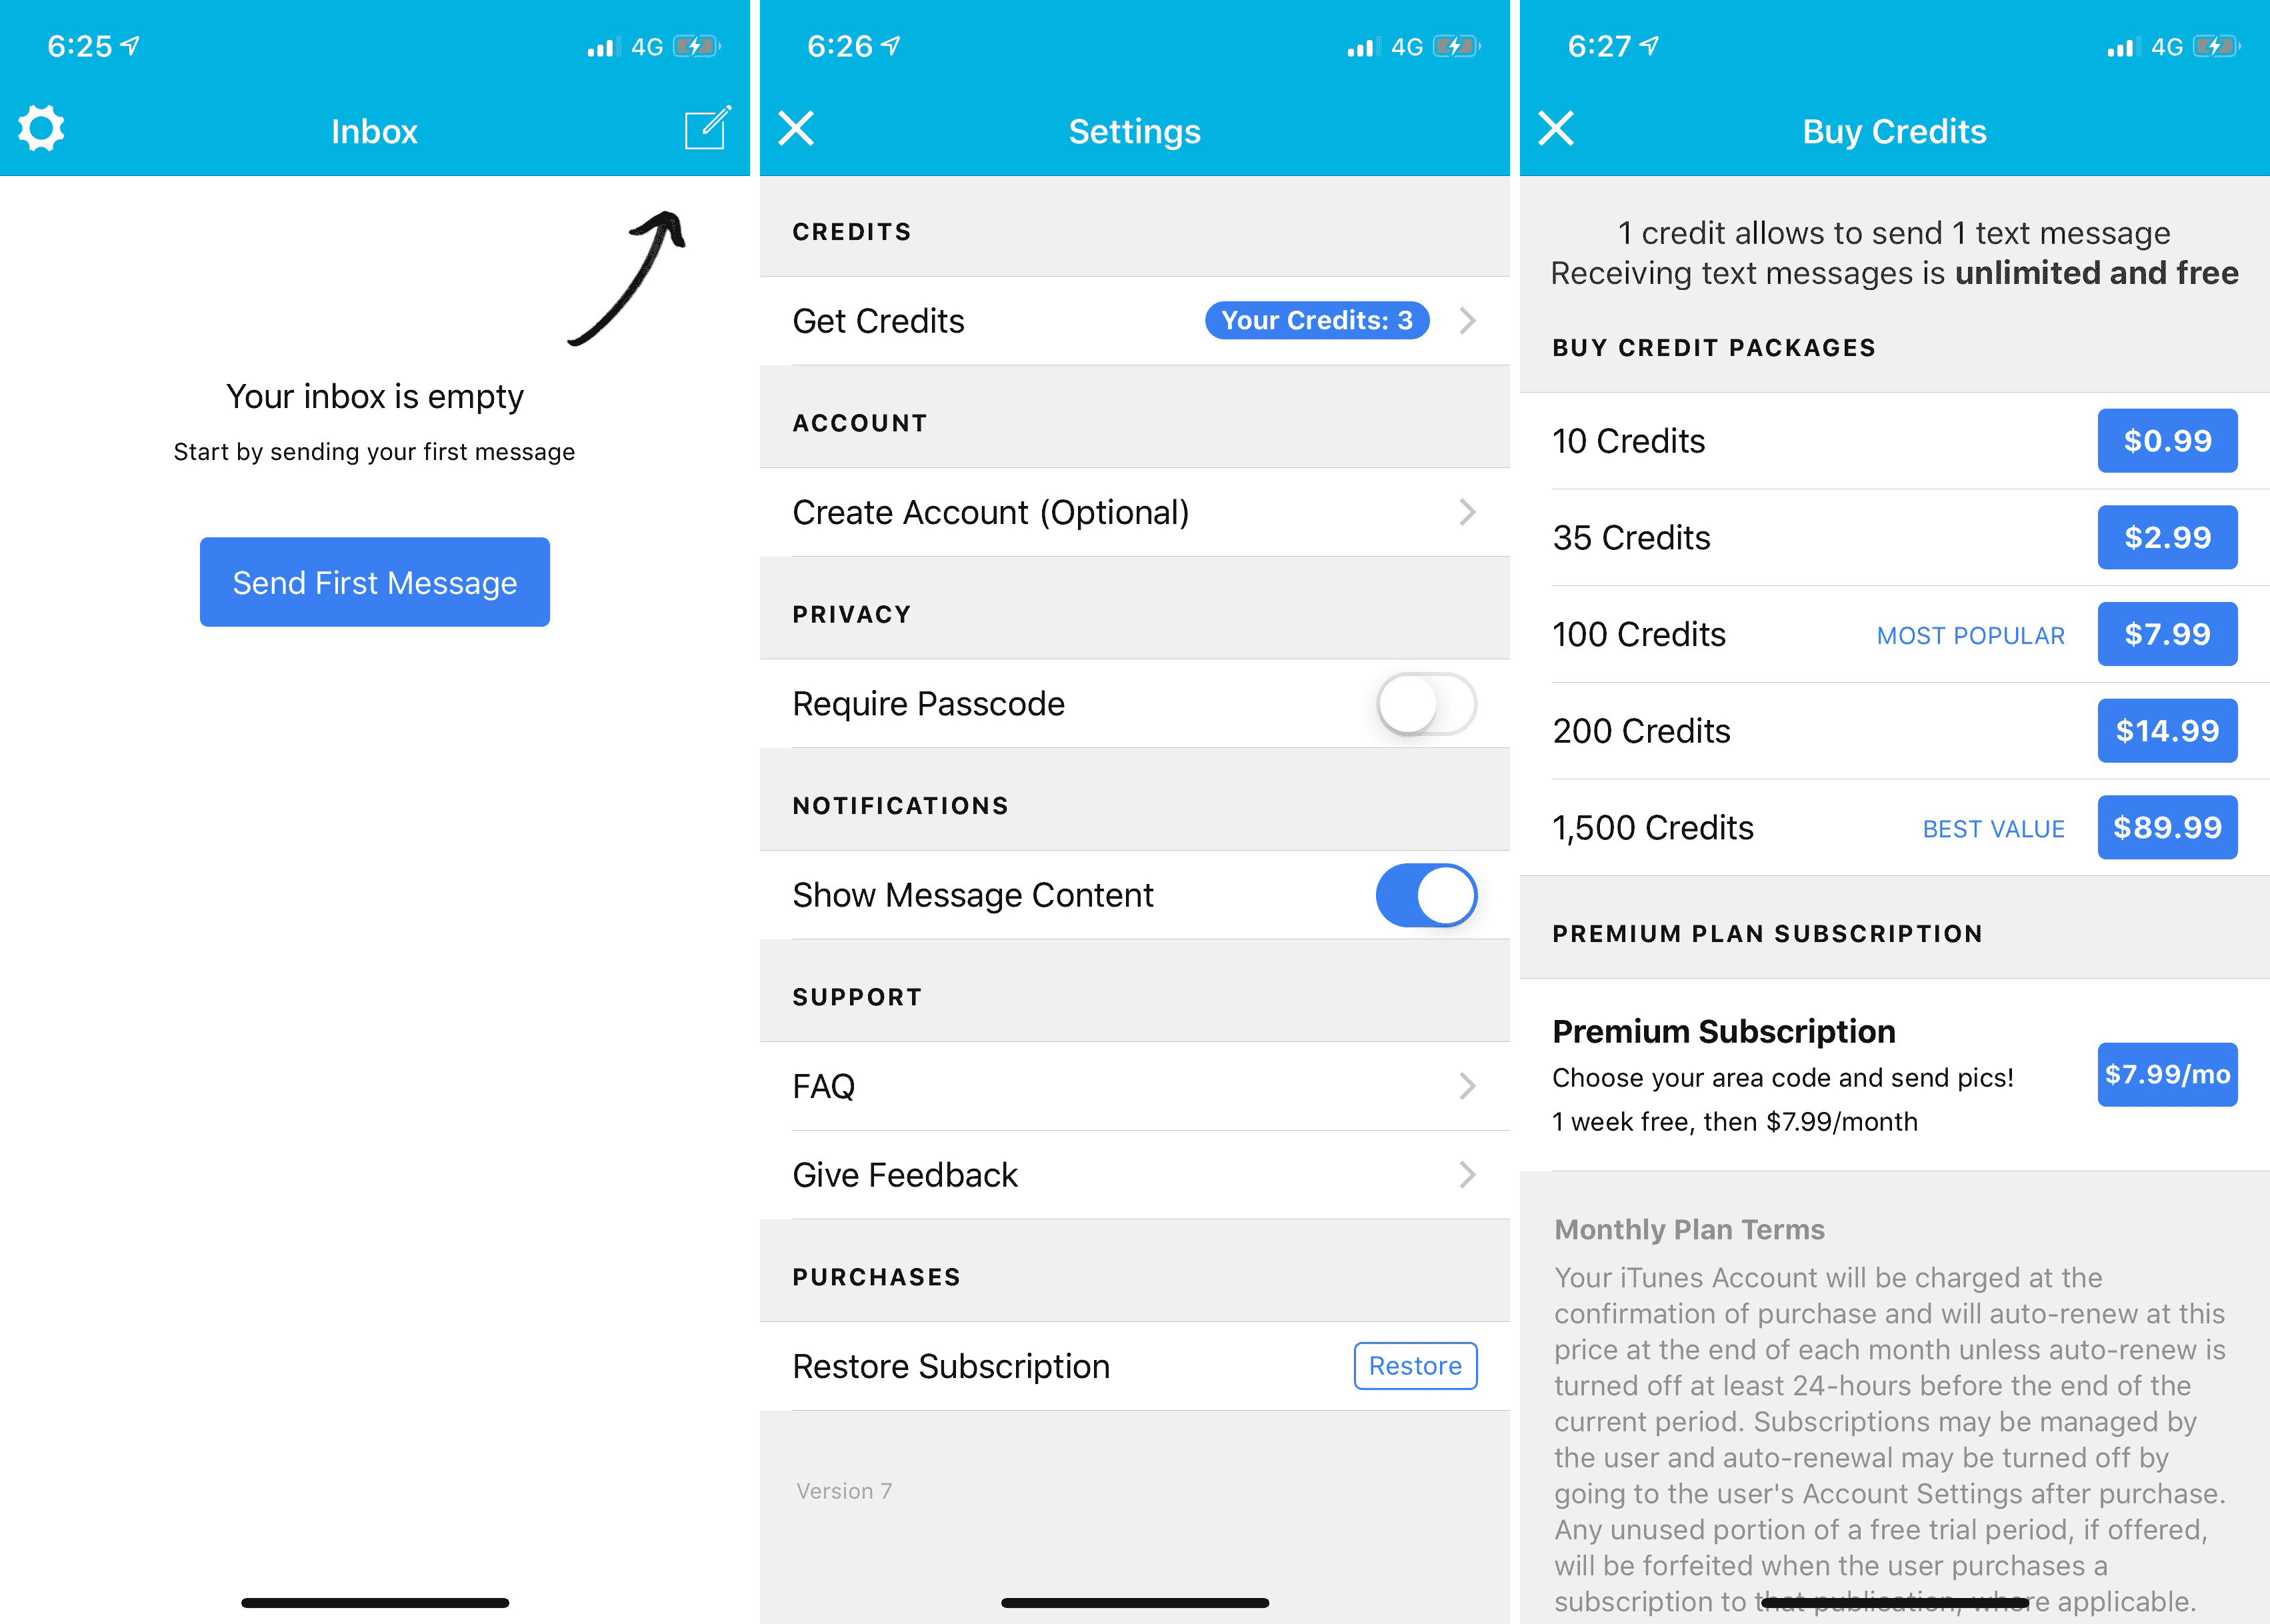 6:25
4G
Inbox
Your inbox is empty
Start by sending your first message
Send First Message
6:26
4G
Settings
CREDITS
Get Credits
Your Credits: 3
ACCOUNT
Create Account (Optional)
PRIVACY
Require Passcode
NOTIFICATIONS
Show Message Content
SUPPORT
FAQ
Give Feedback
PURCHASES
Restore Subscription
Restore
Version 7
6:27
4G
Buy Credits
1 credit allows to send 1 text message
Receiving text messages is unlimited and free
BUY CREDIT PACKAGES
10 Credits
$0.99
35 Credits
$2.99
100 Credits
MOST POPULAR
$7.99
200 Credits
$14.99
1,500 Credits
BEST VALUE
$89.99
PREMIUM PLAN SUBSCRIPTION
Premium Subscription
Choose your area code and send pics!
1 week free, then $7.99/month
$7.99/mo
Monthly Plan Terms
Your iTunes Account will be charged at the
confirmation of purchase and will auto-renew at this
price at the end of each month unless auto-renew is
turned off at least 24-hours before the end of the
current period. Subscriptions may be managed by
the user and auto-renewal may be turned off by
going to the user's Account Settings after purchase.
Any unused portion of a free trial period, if offered,
will be forfeited when the user purchases a
subscription to that publication, where applicable.